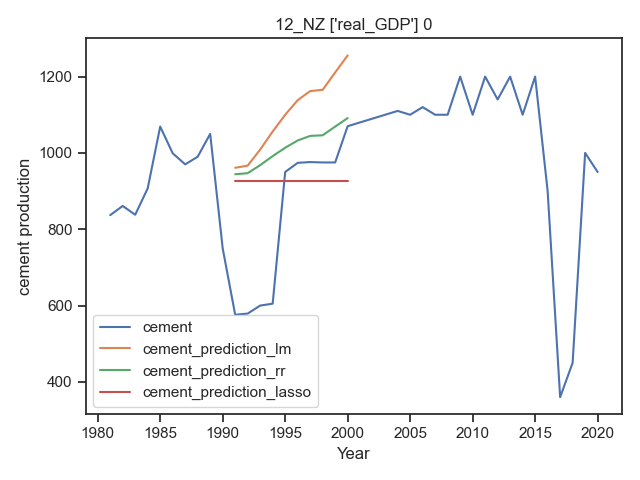 12_NZ ['real_GDP'] 0
cement production
1200
1000
800
600
400
cement
cement_prediction_lm
cement_prediction_rr
cement_prediction_lasso
1980 1985 1990 1995 2000 2005 2010 2015 2020
Year